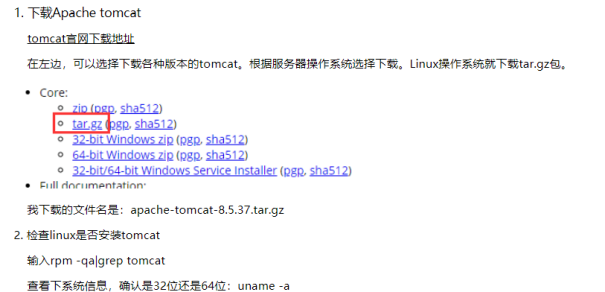 1. 下载Apache tomcat
tomcat官网下载地址
在左边，可以选择下载各种版本的tomcat。根据服务器操作系统选择下载。Linux操作系统就下载tar.gz包。
• Core:
zip (pgp, sha512)
tar.gz (pgp, sha512)
32-bit Windows zip (pgp, sha512)
64-bit Windows zip (pgp, sha512)
32-bit/64-bit Windows Service Installer (pgp, sha512)
• Full documentation:
我下载的文件名是：apache-tomcat-8.5.37.tar.gz
2. 检查linux是否安装tomcat
输入rpm -qa|grep tomcat
查看下系统信息，确认是32位还是64位：uname -a